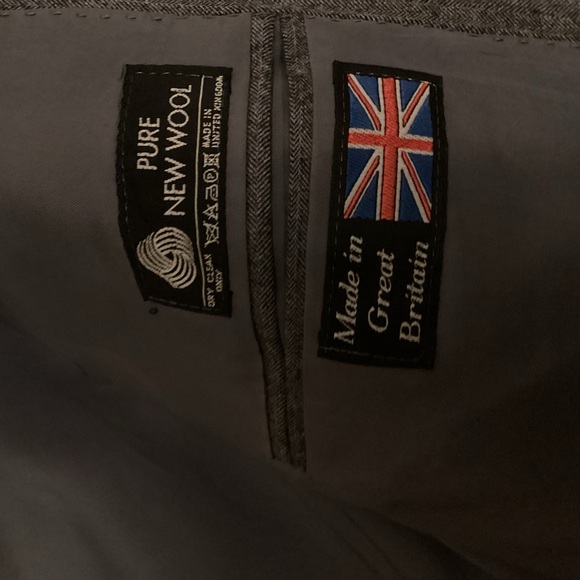 PURE
NEW WOOL
MADE IN
UNITED KINGDOM
DRY CLEAN
ONLY
Made in
Great
Britain